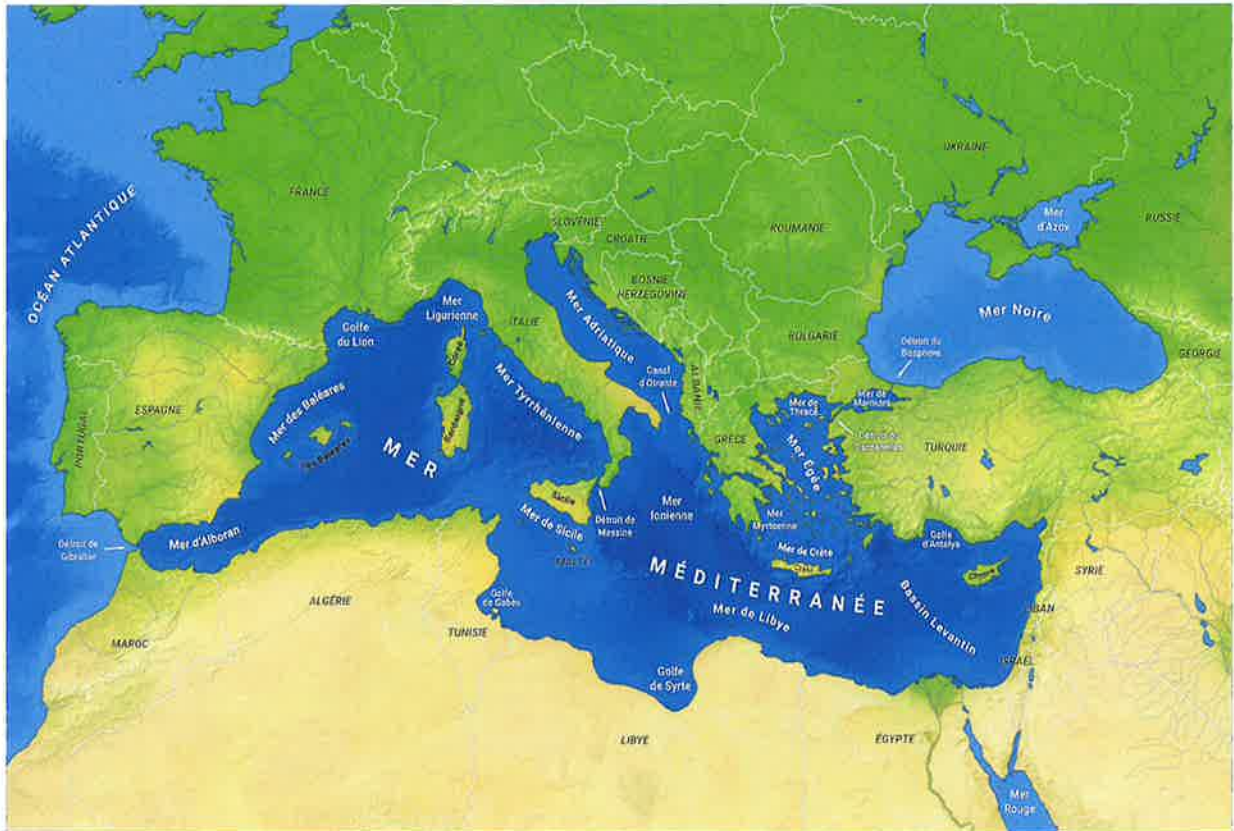 OCÉAN ATLANTIQUE
FRANCE
UKRAINE
RUSSIE
Mer
d'Azov
SLOVÉNIE
CROATIE
ROUMANIE
BOSNIE
HERZÉGOVINE
Mer Noire
Mer
Ligurienne
ITALIE
Mer Adriatique
BULGARIE
Détroit du
Bosphore
GÉORGIE
Golfe
du Lion
Corse
Canal
d'Otrante
ALBANIE
Mer des Baléares
Mer Tyrrhénienne
Mer de
Thrace
Mer de
Marmara
ESPAGNE
PORTUGAL
Sardaigne
Îles Baléares
GRÈCE
Mer Egée
Détroit des
Dardanelles
TURQUIE
MER
Sicile
Mer
Ionienne
Mer
Myrtoenne
Détroit de
Gibraltar
Mer d'Alboran
Mer de Sicile
Détroit de
Messine
Golfe
d'Antalya
Mer de Crète
Crète
Chypre
SYRIE
MÉDITERRANÉE
ALGÉRIE
Golfe
de Gabès
Mer de Libye
Bassin Levantin
LIBAN
TUNISIE
MAROC
ISRAËL
Golfe
de Syrte
LIBYE
ÉGYPTE
Mer
Rouge